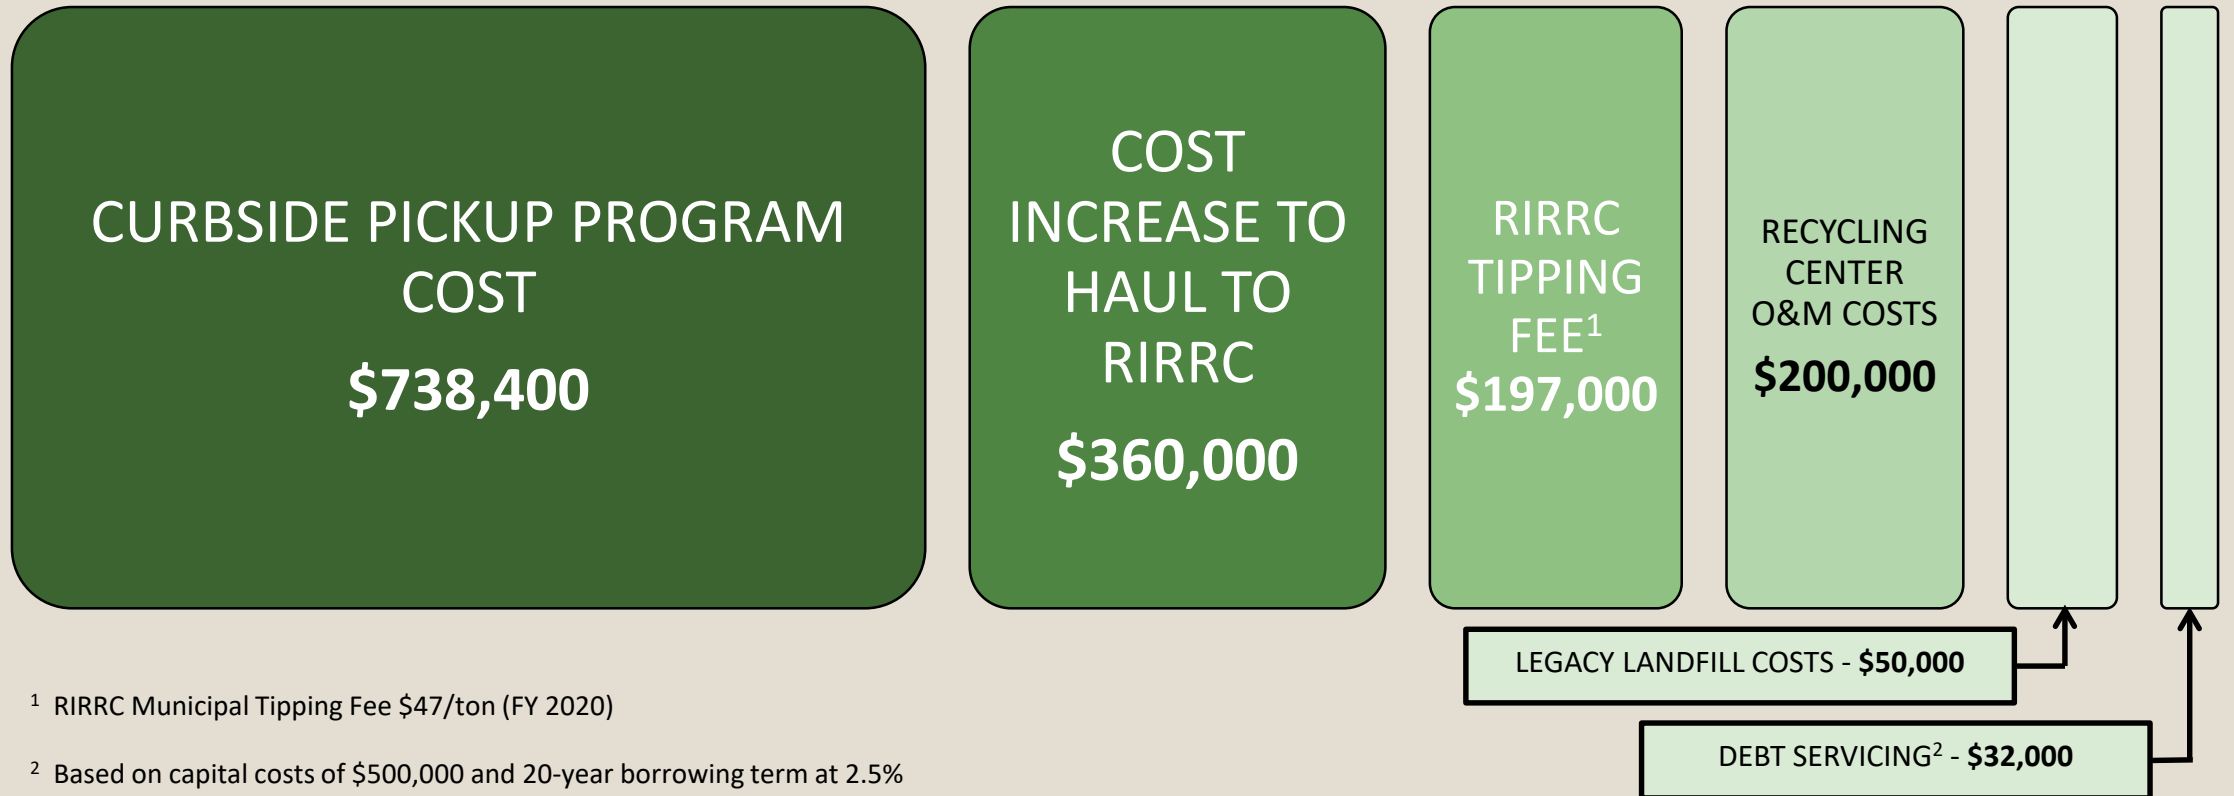 CURBSIDE PICKUP PROGRAM
COST
$738,400
COST
INCREASE TO
HAUL TO
RIRRC
$360,000
RIRRC
TIPPING
FEE¹
$197,000
RECYCLING
CENTER
O&M COSTS
$200,000
LEGACY LANDFILL COSTS - $50,000
DEBT SERVICING² - $32,000
¹ RIRRC Municipal Tipping Fee $47/ton (FY 2020)
² Based on capital costs of $500,000 and 20-year borrowing term at 2.5%